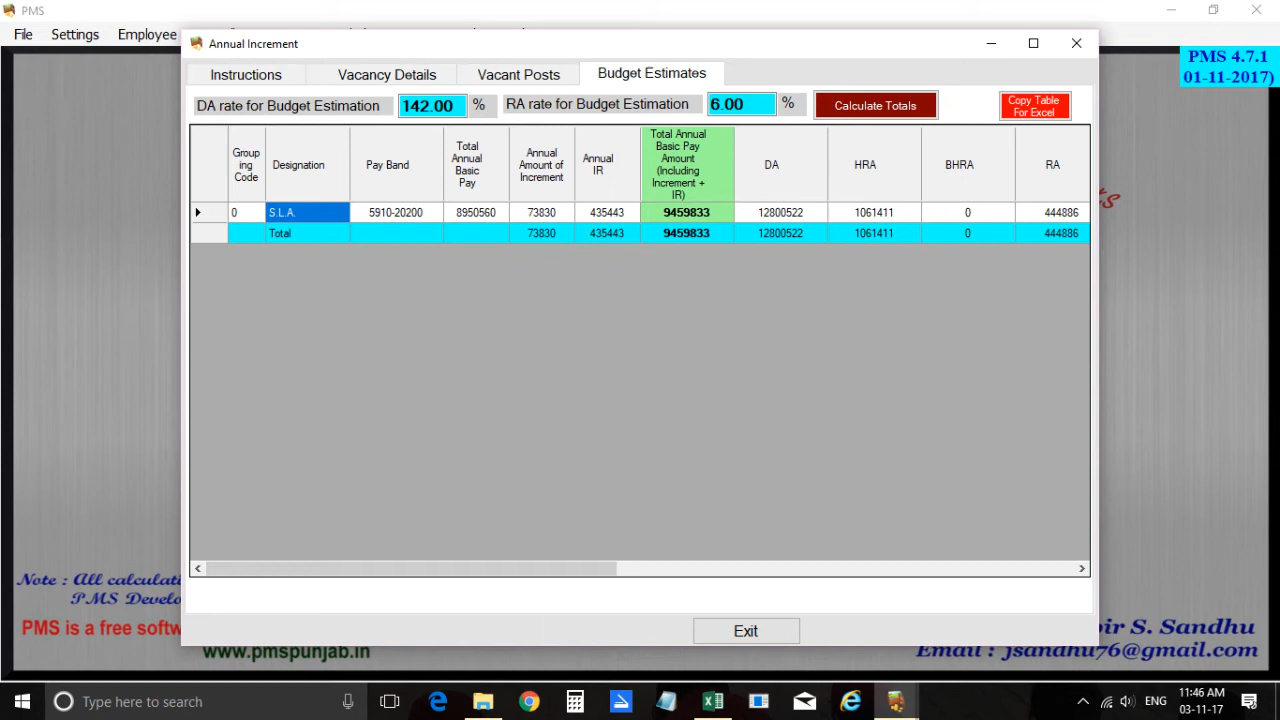 PMS
File Settings Employee
PMS 4.7.1
01-11-2017)
Annual Increment
Instructions Vacancy Details Vacant Posts Budget Estimates
DA rate for Budget Estimation 142.00 % RA rate for Budget Estimation 6.00 % Calculate Totals
Copy Table
For Excel
Group
ing
Code
Designation
Pay Band
Total
Annual
Basic
Pay
Annual
Amount of
Increment
Annual
IR
Total Annual
Basic Pay
Amount
(Including
Increment +
IR)
DA
HRA
BHRA
RA
0 S.L.A. 5910-20200 8950560 73830 435443 9459833 12800522 1061411 0 444886
Total 73830 435443 9459833 12800522 1061411 0 444886
Exit
Note : All
PMS
PMS is a free
www.pmspunjab.in
S. Sandhu
Email : jsandhu76@gmail.com
Type here to search
ENG
11:46 AM
03-11-17